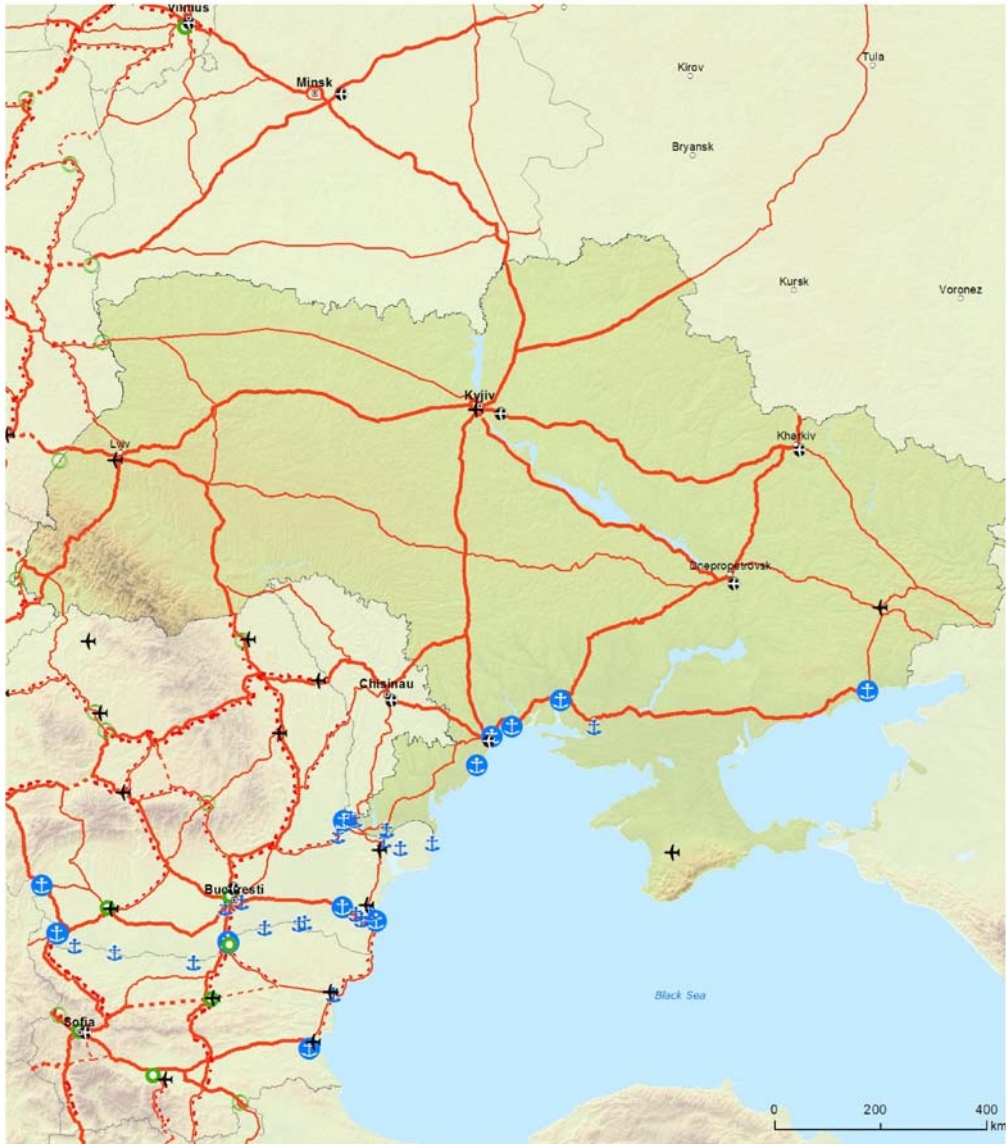 Vilnius
Tula
Kirov
Minsk
Bryansk
Kursk
Voronez
Kyjiv
Kharkiv
Lviv
Dnepropetrovsk
Chisinau
Bucuresti
Black Sea
Sofia
0 200 400
km